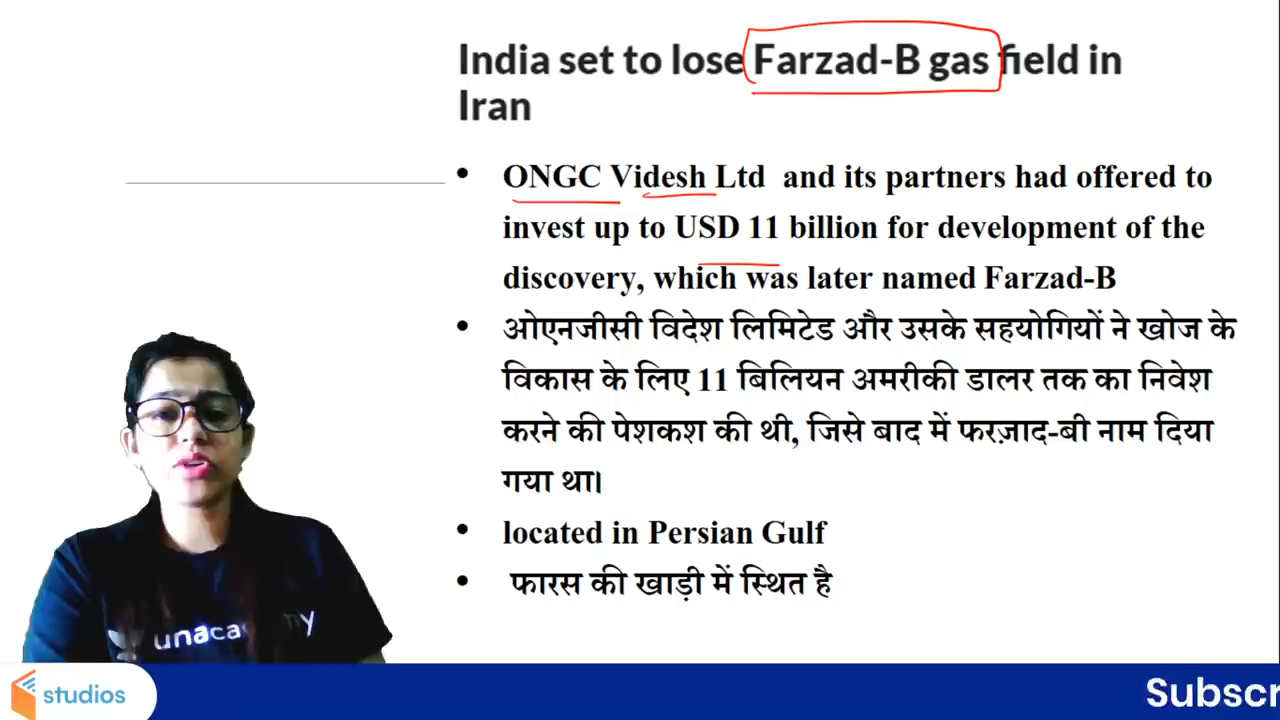 India set to lose Farzad-B gas field in
Iran
• ONGC Videsh Ltd and its partners had offered to
invest up to USD 11 billion for development of the
discovery, which was later named Farzad-B
• ओएनजीसी विदेश लिमिटेड और उसके सहयोगियों ने खोज के
विकास के लिए 11 बिलियन अमरीकी डालर तक का निवेश
करने की पेशकश की थी, जिसे बाद में फरज़ाद-बी नाम दिया
गया था।
• located in Persian Gulf
• फारस की खाड़ी में स्थित है
studios
Subscr